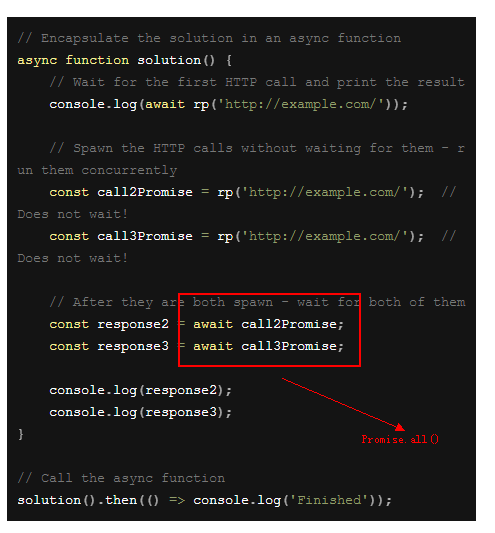 // Encapsulate the solution in an async function
async function solution() {
// Wait for the first HTTP call and print the result
console.log(await rp('http://example.com/'));
// Spawn the HTTP calls without waiting for them - r
un them concurrently
const call2Promise = rp('http://example.com/');  //
Does not wait!
const call3Promise = rp('http://example.com/');  //
Does not wait!
// After they are both spawn - wait for both of them
const response2 = await call2Promise;
const response3 = await call3Promise;
console.log(response2);
console.log(response3);
Promise.all()
}
// Call the async function
solution().then(() => console.log('Finished'));